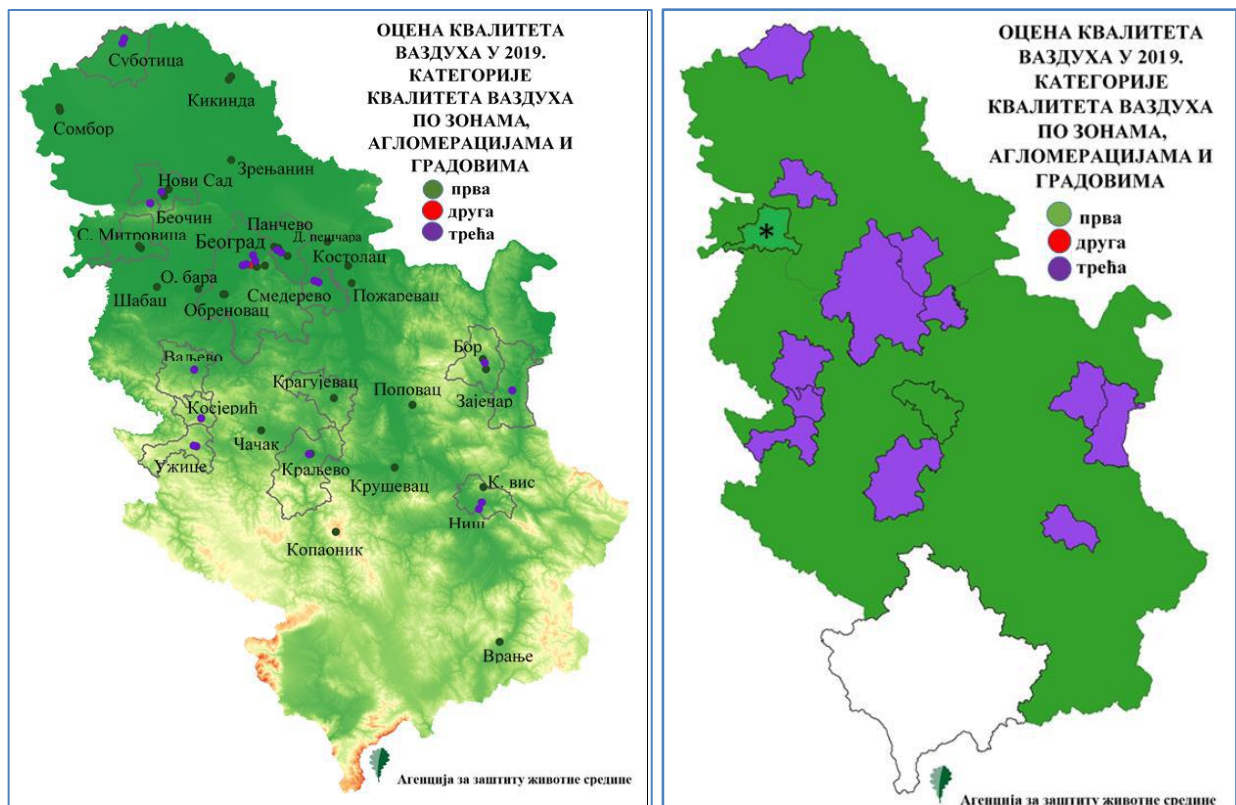 ОЦЕНА КВАЛИТЕТА
ВАЗДУХА У 2019.
КАТЕГОРИЈЕ
КВАЛИТЕТА ВАЗДУХА
ПО ЗОНАМА,
АГЛОМЕРАЦИЈАМА И
ГРАДОВИМА
прва
друга
трећа
Суботица
Кикинда
Сомбор
Зрењанин
Нови Сад
Беочин
С. Митровица
Панчево
Београд
Д. вешчара
Костолац
О. бара
Шабац
Обреновац
Смедерево
Пожаревац
Бор
Ваљево
Крагујевац
Поповац
Зајечар
Косјерић
Чачак
Ужице
Краљево
Крушевац
К. вис
Ниш
Копаоник
Врање
Агенција за заштиту животне средине
ОЦЕНА КВАЛИТЕТА
ВАЗДУХА У 2019.
КАТЕГОРИЈЕ
КВАЛИТЕТА ВАЗДУХА
ПО ЗОНАМА,
АГЛОМЕРАЦИЈАМА И
ГРАДОВИМА
прва
друга
трећа
*
Агенција за заштиту животне средине